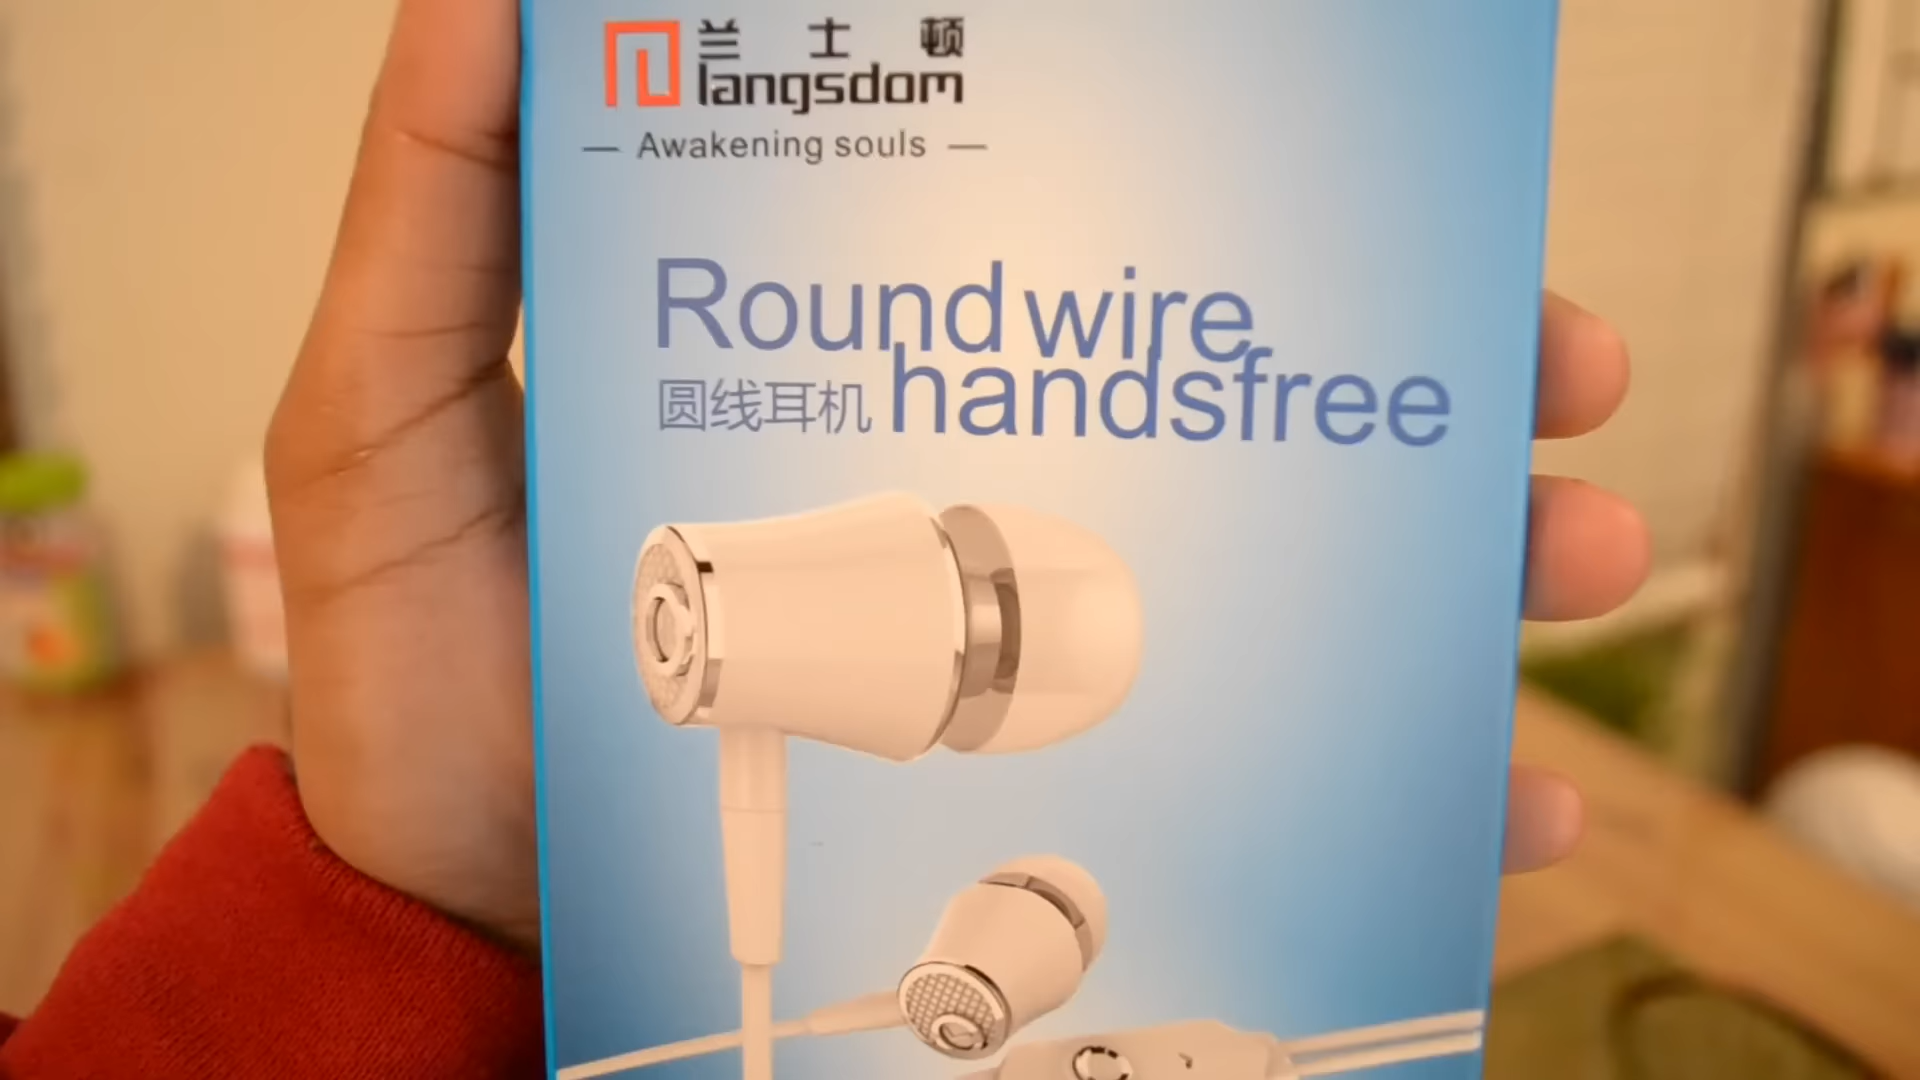 兰士顿
langsdom
— Awakening souls —
Round wire
圆线耳机 handsfree